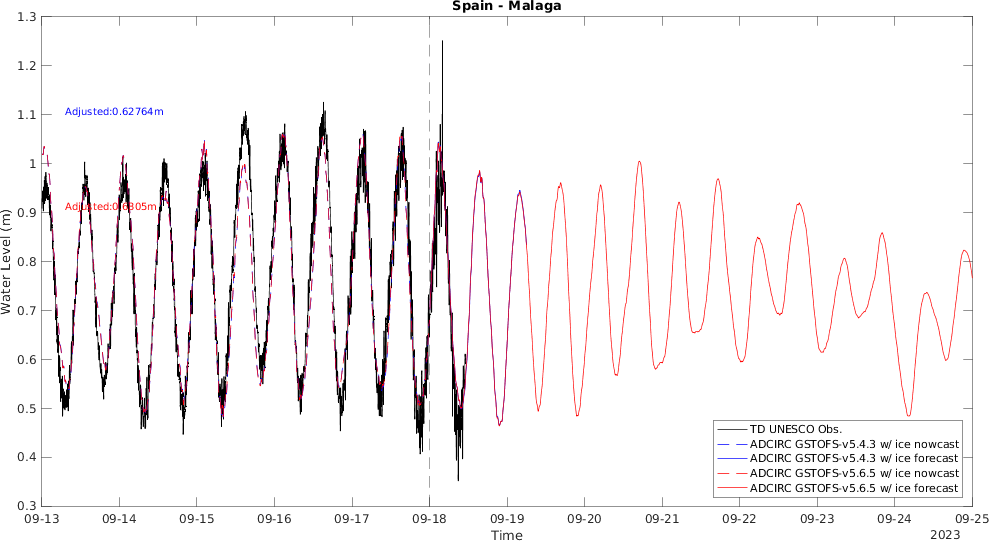 Spain - Malaga
1.3
1.2
1.1
1
0.9
0.8
0.7
0.6
0.5
0.4
0.3
Water Level (m)
Adjusted:0.62764m
Adjusted:0.6305m
TD UNESCO Obs.
ADCIRC GSTOFS-v5.4.3 w/ ice nowcast
ADCIRC GSTOFS-v5.4.3 w/ ice forecast
ADCIRC GSTOFS-v5.6.5 w/ ice nowcast
ADCIRC GSTOFS-v5.6.5 w/ ice forecast
09-13 09-14 09-15 09-16 09-17 09-18 09-19 09-20 09-21 09-22 09-23 09-24 09-25
Time
2023